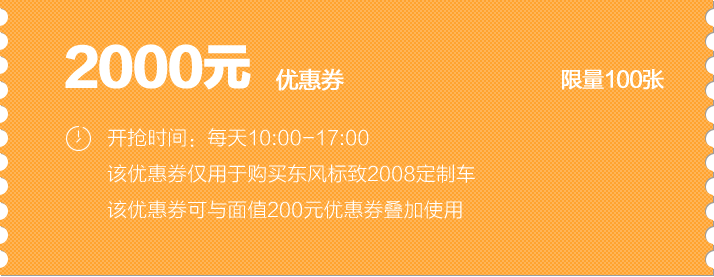 2000元 优惠券 限量100张
开抢时间：每天10:00-17:00
该优惠券仅用于购买东风标致2008定制车
该优惠券可与面值200元优惠券叠加使用